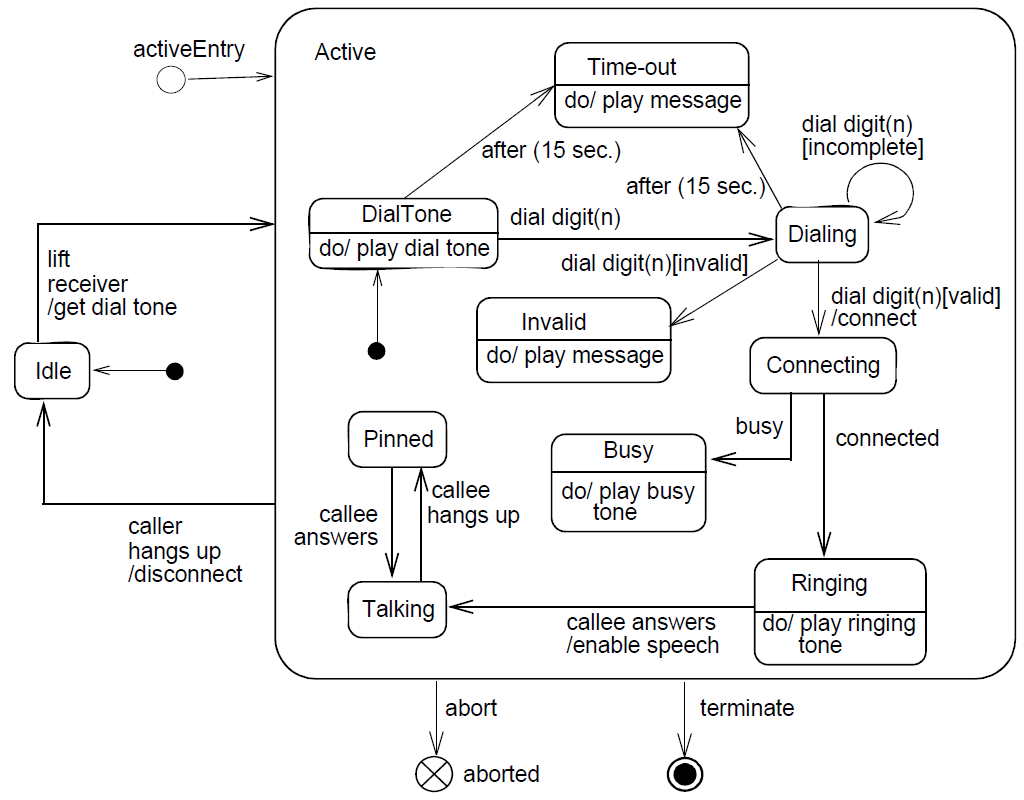 activeEntry
Active
Time-out
do/ play message
dial digit(n)
[incomplete]
after (15 sec.)
after (15 sec.)
DialTone
do/ play dial tone
dial digit(n)
Dialing
lift
receiver
/get dial tone
dial digit(n)[invalid]
dial digit(n)[valid]
/connect
Invalid
do/ play message
Idle
Connecting
Pinned
busy
connected
Busy
do/ play busy
tone
callee
hangs up
callee
answers
caller
hangs up
/disconnect
Talking
callee answers
/enable speech
Ringing
do/ play ringing
tone
abort
terminate
aborted